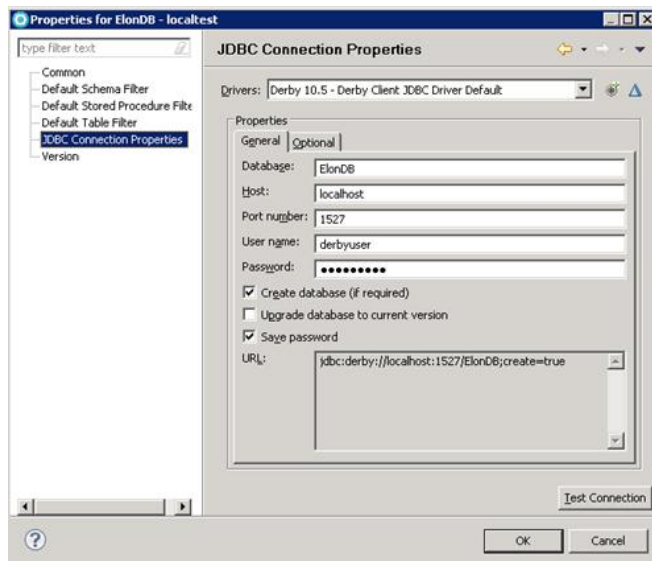 Properties for ElonDB - localtest
type filter text
Common
Default Schema Filter
Default Stored Procedure Filte
Default Table Filter
JDBC Connection Properties
Version
JDBC Connection Properties
Drivers: Derby 10.5 - Derby Client JDBC Driver Default
Properties
General Optional
Database: ElonDB
Host: localhost
Port number: 1527
User name: derbyuser
Password: ●●●●●●●●●
Create database (if required)
Upgrade database to current version
Save password
URL: jdbc:derby://localhost:1527/ElonDB;create=true
Test Connection
?
OK Cancel